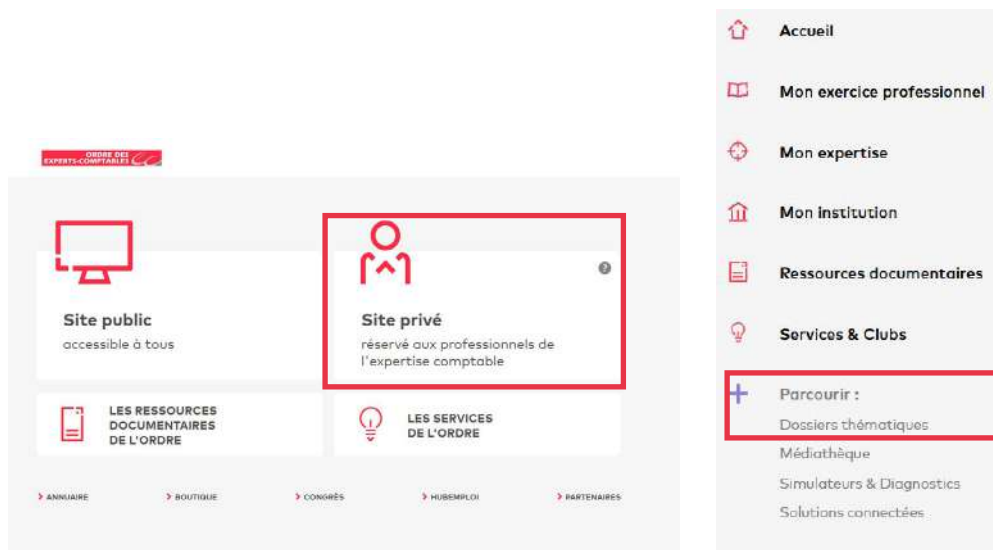 ORDRE DES
EXPERTS-COMPTABLES
Site public
accessible à tous
Site privé
?
réservé aux professionnels de
l'expertise comptable
LES RESSOURCES
DOCUMENTAIRES
DE L'ORDRE
LES SERVICES
DE L'ORDRE
> ANNUAIRE
> BOUTIQUE
> CONGRÈS
> HUBEMPLOI
> PARTENAIRES
Accueil
Mon exercice professionnel
Mon expertise
Mon institution
Ressources documentaires
Services & Clubs
Parcourir :
Dossiers thématiques
Médiathèque
Simulateurs & Diagnostics
Solutions connectées